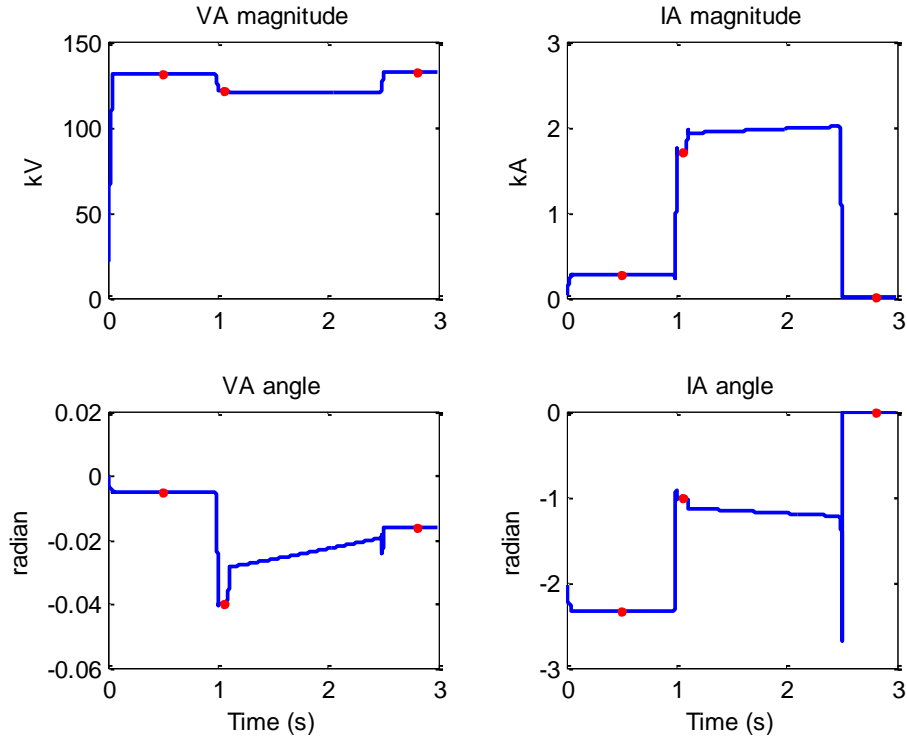 VA magnitude
kV
150
100
50
0
0 1 2 3
IA magnitude
kA
3
2
1
0
0 1 2 3
VA angle
radian
0.02
0
-0.02
-0.04
-0.06
0 1 2 3
Time (s)
IA angle
radian
0
-1
-2
-3
0 1 2 3
Time (s)